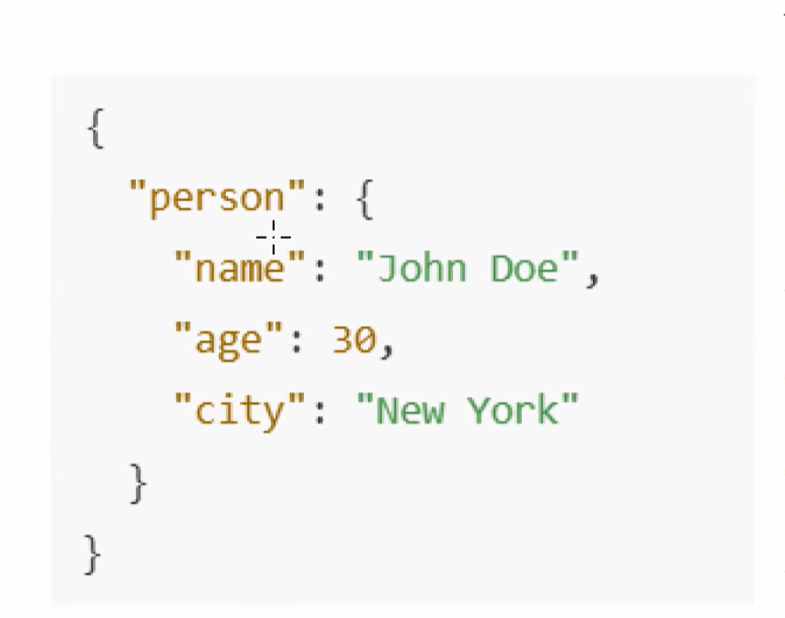 {
"person": {
"name": "John Doe",
"age": 30,
"city": "New York"
}
}